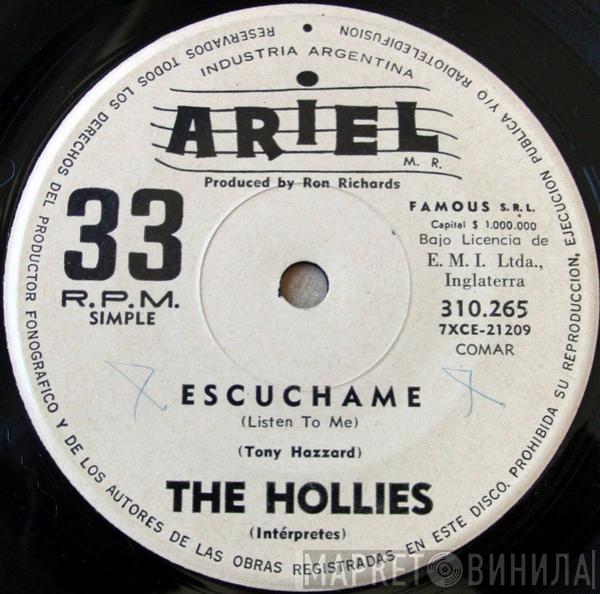 RESERVADOS TODOS LOS DERECHOS DEL PRODUCTOR FONOGRAFICO Y DE LOS AUTORES DE LAS OBRAS REGISTRADAS EN ESTE DISCO. PROHIBIDA SU REPRODUCCION, EJECUCION PUBLICA Y/O RADIOTELEDIFUSION
INDUSTRIA ARGENTINA
ARIEL
M. R.
Produced by Ron Richards
33
R.P.M.
SIMPLE
FAMOUS S.R.L.
Capital $ 1.000.000
Bajo Licencia de
E. M. I. Ltda.,
Inglaterra
310.265
7XCE-21209
COMAR
ESCUCHAME
(Listen To Me)
(Tony Hazzard)
THE HOLLIES
(Intérpretes)
МАРКЕТ ВИНИЛА